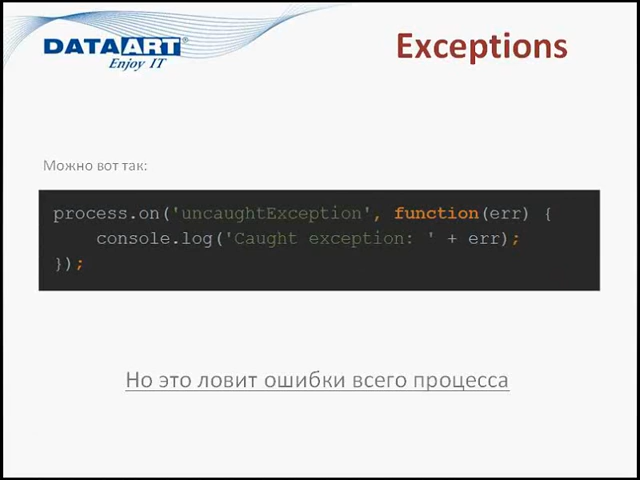 DATAART®
Enjoy IT
Exceptions
Можно вот так:
process.on('uncaughtException', function(err) {
    console.log('Caught exception: ' + err);
});
Но это ловит ошибки всего процесса